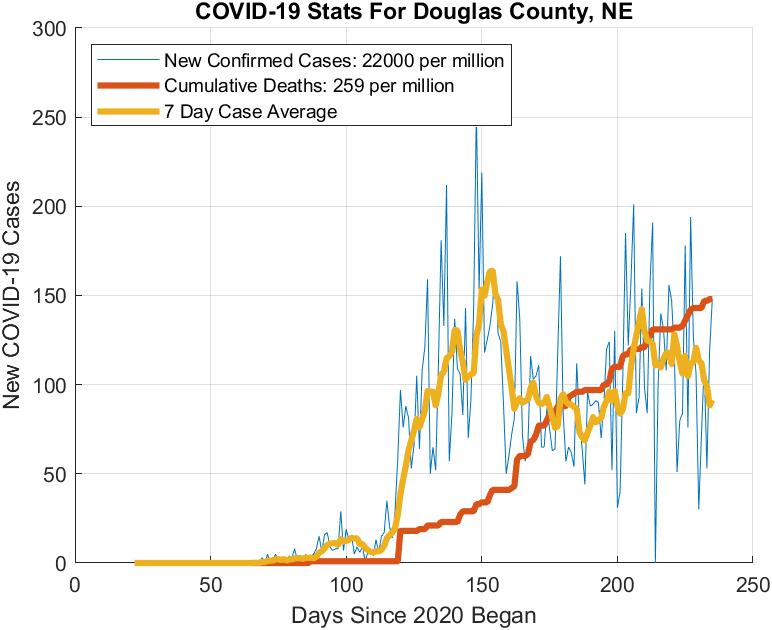 COVID-19 Stats For Douglas County, NE
300
New Confirmed Cases: 22000 per million
Cumulative Deaths: 259 per million
7 Day Case Average
250
200
150
100
50
0
New COVID-19 Cases
0 50 100 150 200 250
Days Since 2020 Began